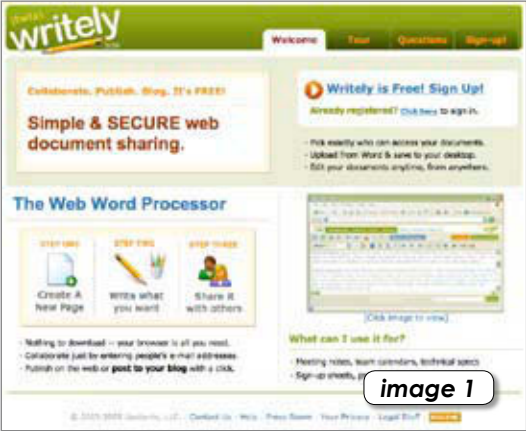 (beta)
writely
Welcome
Tour
Questions
Sign-up!
Collaborate. Publish. Blog. It's FREE!
Simple & SECURE web
document sharing.
Writely is Free! Sign Up!
Already registered? Click here to sign in.
- Pick exactly who can access your documents.
- Upload from Word & save to your desktop.
- Edit your documents anytime, from anywhere.
The Web Word Processor
STEP ONE
Create A
New Page
STEP TWO
Write what
you want
STEP THREE
Share it
with others
[Click image to view]
- Nothing to download -- your browser is all you need.
- Collaborate just by entering people's e-mail addresses.
- Publish on the web or post to your blog with a click.
What can I use it for?
- Meeting notes, team calendars, technical specs
- Sign-up sheets,
image 1
Contact Us - Help - Press Room - Your Privacy - Legal Stuff